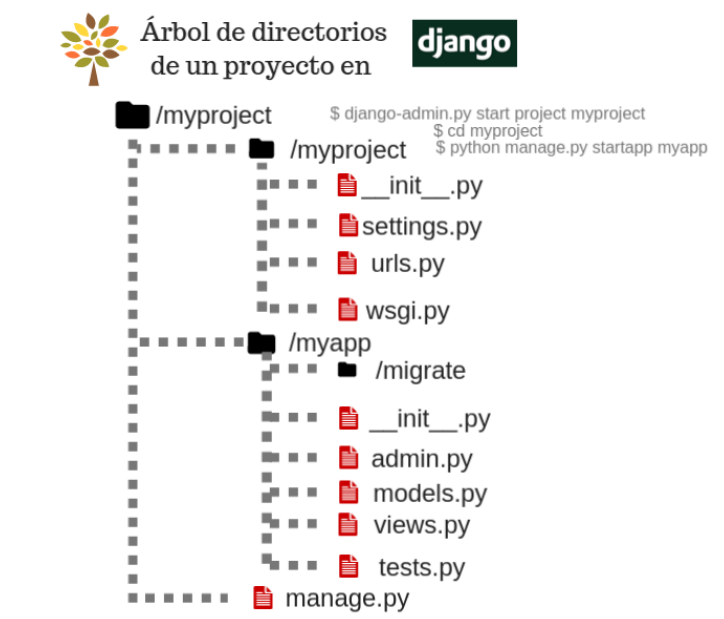 Árbol de directorios
de un proyecto en
django
/myproject
$ django-admin.py start project myproject
$ cd myproject
$ python manage.py startapp myapp
/myproject
__init__.py
settings.py
urls.py
wsgi.py
/myapp
/migrate
__init__.py
admin.py
models.py
views.py
tests.py
manage.py